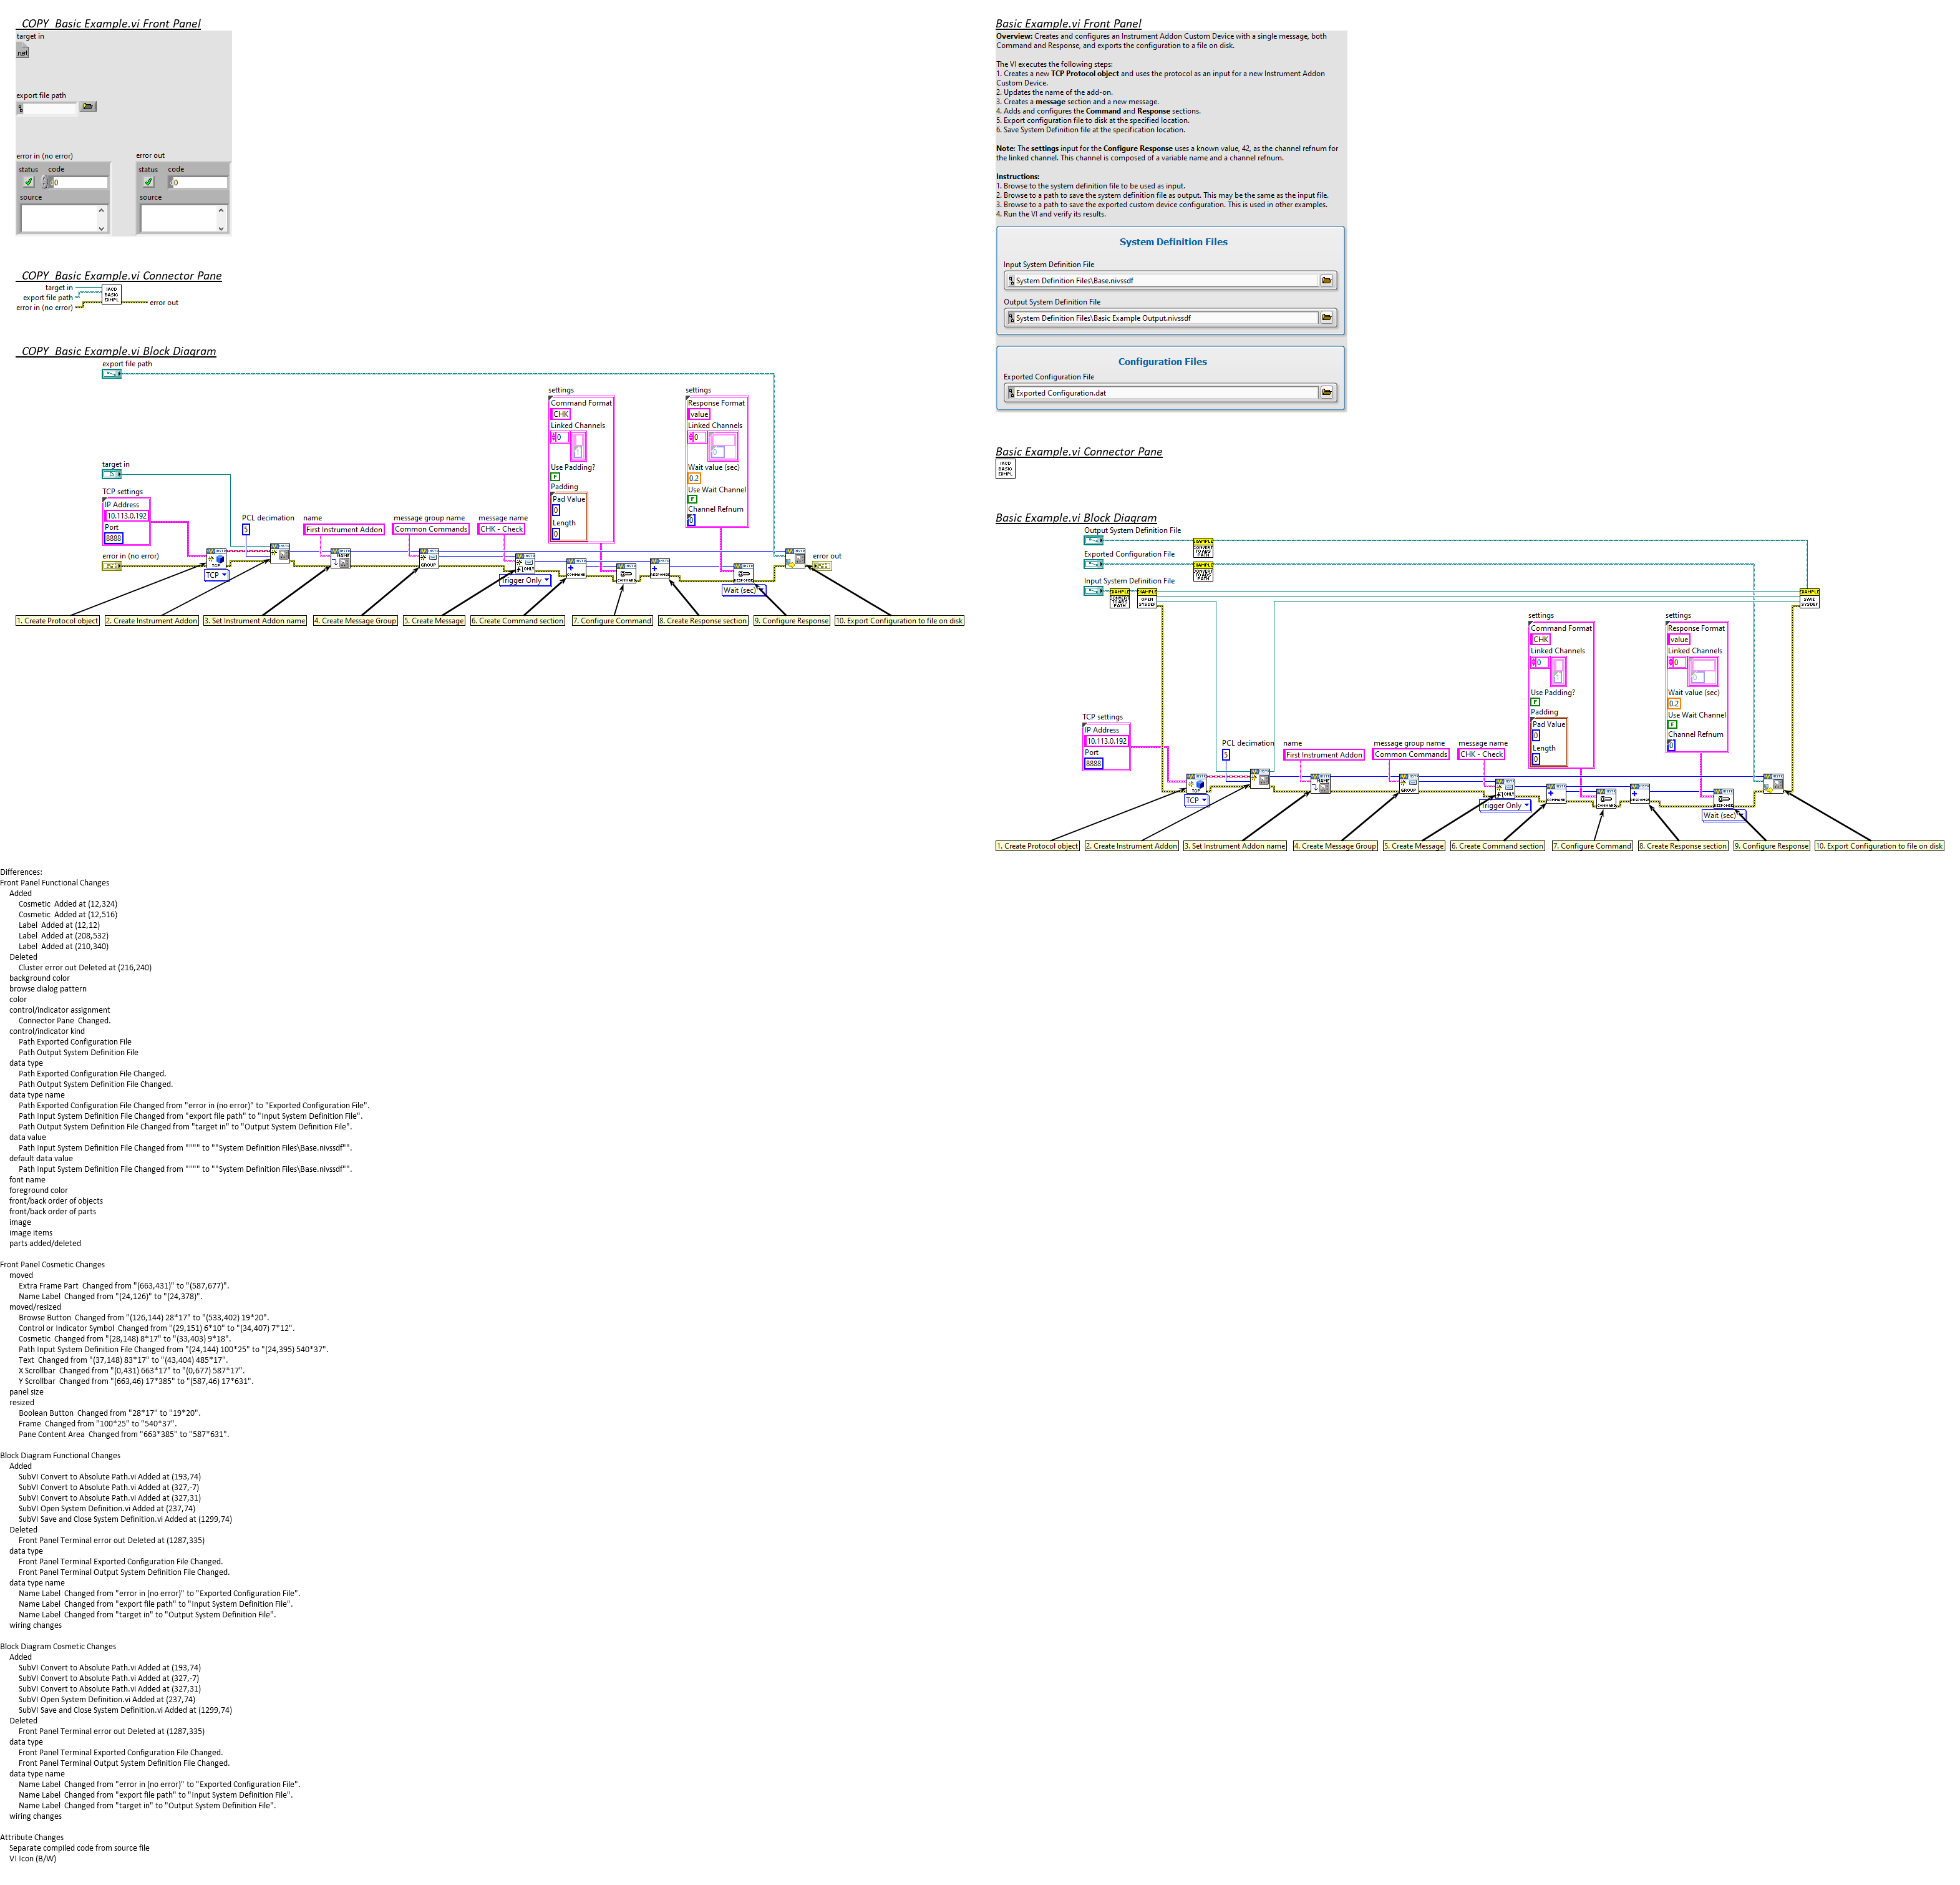 _COPY_Basic Example.vi Front Panel
target in
.net
export file path
error in (no error)
error out
status code
0
source
status code
0
source
_COPY_Basic Example.vi Connector Pane
target in
export file path
error in (no error)
IACD
BASIC
EXMPL
error out
_COPY_Basic Example.vi Block Diagram
export file path
settings
Command Format
CHK
Linked Channels
0
1
Use Padding?
F
Padding
Pad Value
0
Length
0
settings
Response Format
value
Linked Channels
0
0
Wait value (sec)
0.2
Use Wait Channel
F
Channel Refnum
0
target in
TCP settings
IP Address
10.113.0.192
Port
8888
PCL decimation
5
name
First Instrument Addon
message group name
Common Commands
message name
CHK - Check
error in (no error)
error out
TCP
TCP
NAME
GROUP
ONLY
Trigger Only
COMMAND
COMMAND
RESPONSE
RESPONSE
Wait (sec)
1. Create Protocol object
2. Create Instrument Addon
3. Set Instrument Addon name
4. Create Message Group
5. Create Message
6. Create Command section
7. Configure Command
8. Create Response section
9. Configure Response
10. Export Configuration to file on disk
Basic Example.vi Front Panel
Overview: Creates and configures an Instrument Addon Custom Device with a single message, both
Command and Response, and exports the configuration to a file on disk.
The VI executes the following steps:
1. Creates a new TCP Protocol object and uses the protocol as an input for a new Instrument Addon
Custom Device.
2. Updates the name of the add-on.
3. Creates a message section and a new message.
4. Adds and configures the Command and Response sections.
5. Export configuration file to disk at the specified location.
6. Save System Definition file at the specification location.
Note: The settings input for the Configure Response uses a known value, 42, as the channel refnum for
the linked channel. This channel is composed of a variable name and a channel refnum.
Instructions:
1. Browse to the system definition file to be used as input.
2. Browse to a path to save the system definition file as output. This may be the same as the input file.
3. Browse to a path to save the exported custom device configuration. This is used in other examples.
4. Run the VI and verify its results.
System Definition Files
Input System Definition File
System Definition Files\Base.nivssdf
Output System Definition File
System Definition Files\Basic Example Output.nivssdf
Configuration Files
Exported Configuration File
Exported Configuration.dat
Basic Example.vi Connector Pane
IACD
BASIC
EXMPL
Basic Example.vi Block Diagram
Output System Definition File
EXAMPLE
CONVERT
TO ABS
PATH
Exported Configuration File
EXAMPLE
CONVERT
TO ABS
PATH
Input System Definition File
EXAMPLE
CONVERT
TO ABS
PATH
EXAMPLE
OPEN
SYSDEF
EXAMPLE
SAVE
SYSDEF
settings
Command Format
CHK
Linked Channels
0
1
Use Padding?
F
Padding
Pad Value
0
Length
0
settings
Response Format
value
Linked Channels
0
0
Wait value (sec)
0.2
Use Wait Channel
F
Channel Refnum
0
TCP settings
IP Address
10.113.0.192
Port
8888
PCL decimation
5
name
First Instrument Addon
message group name
Common Commands
message name
CHK - Check
TCP
TCP
NAME
GROUP
ONLY
Trigger Only
COMMAND
COMMAND
RESPONSE
RESPONSE
Wait (sec)
1. Create Protocol object
2. Create Instrument Addon
3. Set Instrument Addon name
4. Create Message Group
5. Create Message
6. Create Command section
7. Configure Command
8. Create Response section
9. Configure Response
10. Export Configuration to file on disk
Differences:
Front Panel Functional Changes
Added
Cosmetic  Added at (12,324)
Cosmetic  Added at (12,516)
Label  Added at (12,12)
Label  Added at (208,532)
Label  Added at (210,340)
Deleted
Cluster error out Deleted at (216,240)
background color
browse dialog pattern
color
control/indicator assignment
Connector Pane  Changed.
control/indicator kind
Path Exported Configuration File
Path Output System Definition File
data type
Path Exported Configuration File Changed.
Path Output System Definition File Changed.
data type name
Path Exported Configuration File Changed from "error in (no error)" to "Exported Configuration File".
Path Input System Definition File Changed from "export file path" to "Input System Definition File".
Path Output System Definition File Changed from "target in" to "Output System Definition File".
data value
Path Input System Definition File Changed from """" to ""System Definition Files\Base.nivssdf"".
default data value
Path Input System Definition File Changed from """" to ""System Definition Files\Base.nivssdf"".
font name
foreground color
front/back order of objects
front/back order of parts
image
image items
parts added/deleted
Front Panel Cosmetic Changes
moved
Extra Frame Part  Changed from "(663,431)" to "(587,677)".
Name Label  Changed from "(24,126)" to "(24,378)".
moved/resized
Browse Button  Changed from "(126,144) 28*17" to "(533,402) 19*20".
Control or Indicator Symbol  Changed from "(29,151) 6*10" to "(34,407) 7*12".
Cosmetic  Changed from "(28,148) 8*17" to "(33,403) 9*18".
Path Input System Definition File Changed from "(24,144) 100*25" to "(24,395) 540*37".
Text  Changed from "(37,148) 83*17" to "(43,404) 485*17".
X Scrollbar  Changed from "(0,431) 663*17" to "(0,677) 587*17".
Y Scrollbar  Changed from "(663,46) 17*385" to "(587,46) 17*631".
panel size
resized
Boolean Button  Changed from "28*17" to "19*20".
Frame  Changed from "100*25" to "540*37".
Pane Content Area  Changed from "663*385" to "587*631".
Block Diagram Functional Changes
Added
SubVI Convert to Absolute Path.vi Added at (193,74)
SubVI Convert to Absolute Path.vi Added at (327,-7)
SubVI Convert to Absolute Path.vi Added at (327,31)
SubVI Open System Definition.vi Added at (237,74)
SubVI Save and Close System Definition.vi Added at (1299,74)
Deleted
Front Panel Terminal error out Deleted at (1287,335)
data type
Front Panel Terminal Exported Configuration File Changed.
Front Panel Terminal Output System Definition File Changed.
data type name
Name Label  Changed from "error in (no error)" to "Exported Configuration File".
Name Label  Changed from "export file path" to "Input System Definition File".
Name Label  Changed from "target in" to "Output System Definition File".
wiring changes
Block Diagram Cosmetic Changes
Added
SubVI Convert to Absolute Path.vi Added at (193,74)
SubVI Convert to Absolute Path.vi Added at (327,-7)
SubVI Convert to Absolute Path.vi Added at (327,31)
SubVI Open System Definition.vi Added at (237,74)
SubVI Save and Close System Definition.vi Added at (1299,74)
Deleted
Front Panel Terminal error out Deleted at (1287,335)
data type
Front Panel Terminal Exported Configuration File Changed.
Front Panel Terminal Output System Definition File Changed.
data type name
Name Label  Changed from "error in (no error)" to "Exported Configuration File".
Name Label  Changed from "export file path" to "Input System Definition File".
Name Label  Changed from "target in" to "Output System Definition File".
wiring changes
Attribute Changes
Separate compiled code from source file
VI Icon (B/W)